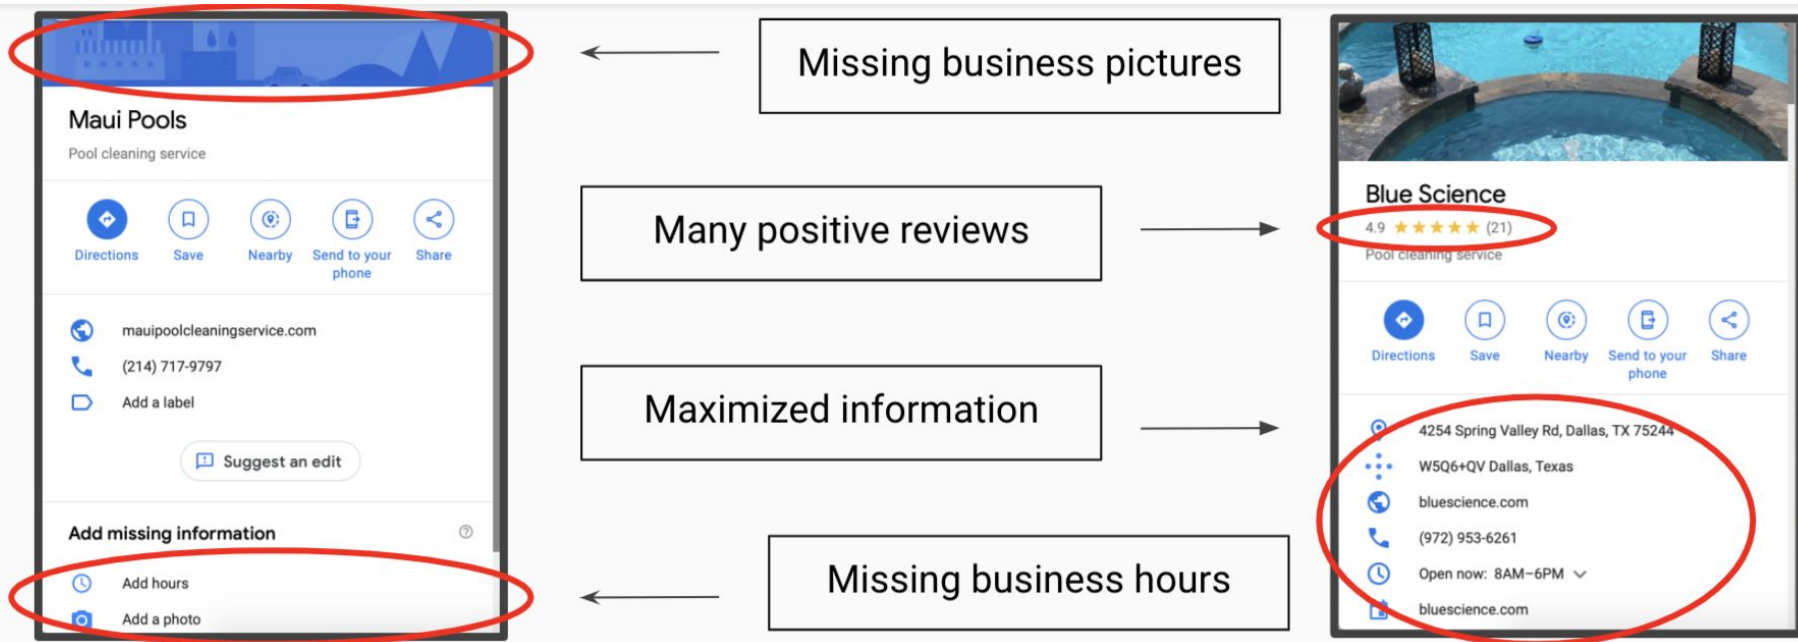 Maui Pools
Pool cleaning service
Directions
Save
Nearby
Send to your
phone
Share
mauipoolcleaningservice.com
(214) 717-9797
Add a label
Suggest an edit
Add missing information
Add hours
Add a photo
Missing business pictures
Many positive reviews
Maximized information
Missing business hours
Blue Science
4.9 ★★★★★ (21)
Pool cleaning service
Directions
Save
Nearby
Send to your
phone
Share
4254 Spring Valley Rd, Dallas, TX 75244
W5Q6+QV Dallas, Texas
bluescience.com
(972) 953-6261
Open now: 8AM–6PM
bluescience.com